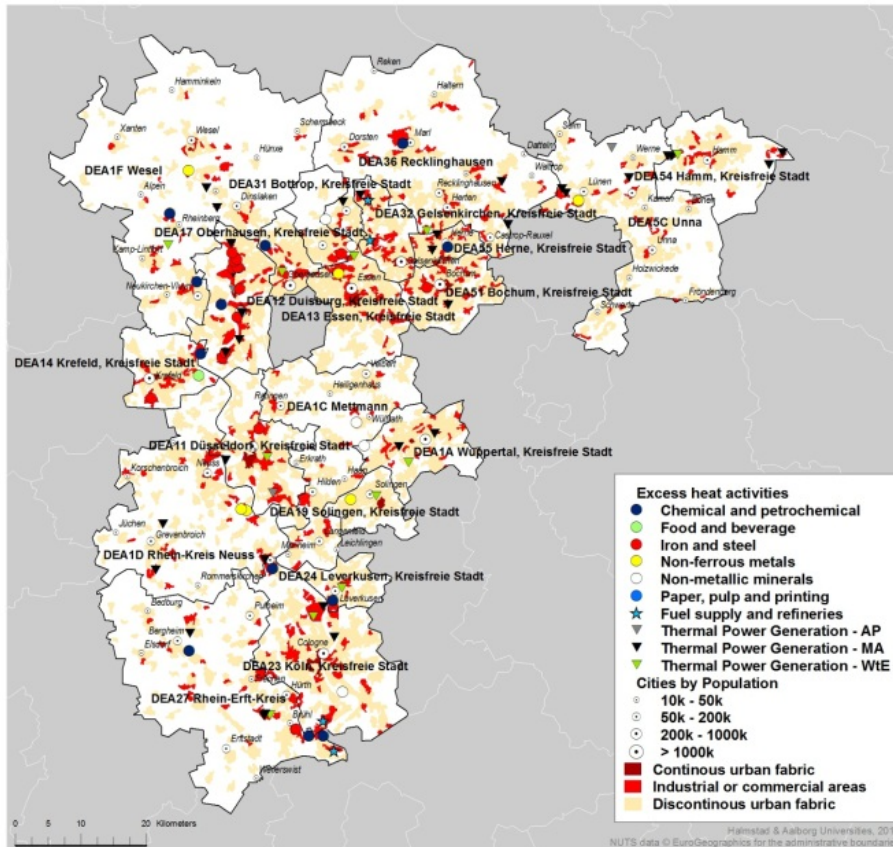 Reken
Hamminkeln
Haltern
Schermbeck
Xanten
Wesel
Dorsten
Marl
Selm
Hünxe
Datteln
Werne
Hamm
DEA1F Wesel
DEA36 Recklinghausen
Waltrop
DEA54 Hamm, Kreisfreie Stadt
Alpen
DEA31 Bottrop, Kreisfreie Stadt
Recklinghausen
Lünen
Dinslaken
Herten
Kamen
Rheinberg
DEA32 Gelsenkirchen, Kreisfreie Stadt
DEA5C Unna
DEA17 Oberhausen, Kreisfreie Stadt
Herne
Castrop-Rauxel
Kamp-Lintfort
DEA55 Herne, Kreisfreie Stadt
Unna
Gelsenkirchen
Holzwickede
Neukirchen-Vluyn
Oberhausen
Essen
Bochum
DEA12 Duisburg, Kreisfreie Stadt
DEA51 Bochum, Kreisfreie Stadt
Fröndenberg
DEA13 Essen, Kreisfreie Stadt
Schwerte
DEA14 Krefeld, Kreisfreie Stadt
Velbert
Krefeld
Heiligenhaus
Ratingen
DEA1C Mettmann
Wülfrath
DEA11 Düsseldorf, Kreisfreie Stadt
DEA1A Wuppertal, Kreisfreie Stadt
Korschenbroich
Neuss
Erkrath
Haan
Hilden
Solingen
DEA19 Solingen, Kreisfreie Stadt
Jüchen
Grevenbroich
Langenfeld
Monheim
Leichlingen
DEA1D Rhein-Kreis Neuss
Rommerskirchen
DEA24 Leverkusen, Kreisfreie Stadt
Bedburg
Leverkusen
Pulheim
Bergheim
Elsdorf
Cologne
DEA23 Köln, Kreisfreie Stadt
Frechen
DEA27 Rhein-Erft-Kreis
Hürth
Brühl
Erftstadt
Weilerswist
Excess heat activities
Chemical and petrochemical
Food and beverage
Iron and steel
Non-ferrous metals
Non-metallic minerals
Paper, pulp and printing
Fuel supply and refineries
Thermal Power Generation - AP
Thermal Power Generation - MA
Thermal Power Generation - WtE
Cities by Population
10k - 50k
50k - 200k
200k - 1000k
> 1000k
Continous urban fabric
Industrial or commercial areas
Discontinous urban fabric
Kilometers
0 5 10 20
Halmstad & Aalborg Universities, 201
NUTS data © EuroGeographics for the administrative boundar